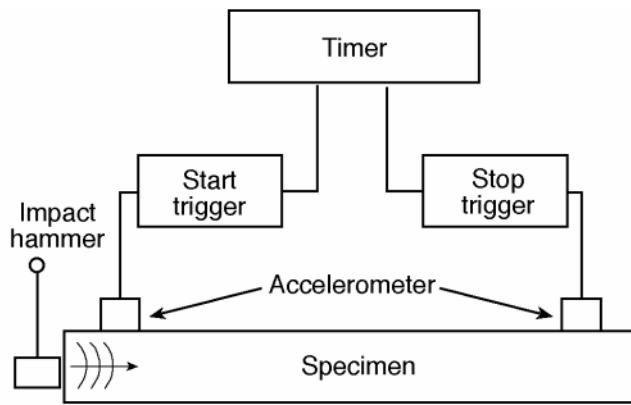 Timer
Start
trigger
Stop
trigger
Impact
hammer
Accelerometer
Specimen